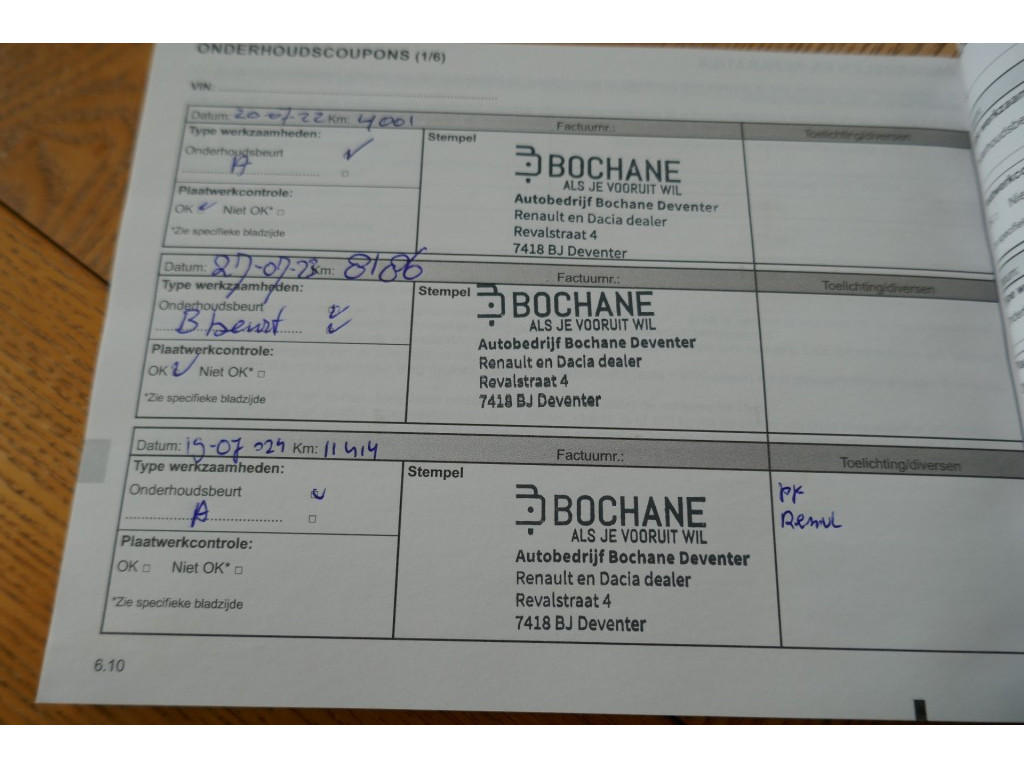 ONDERHOUDSCOUPONS (1/6)
VIN:
Datum: 20-07-22 Km: 4001
Factuurnr.:
Toelichting/diversen
Type werkzaamheden:
Stempel
Onderhoudsbeurt
A
Plaatwerkcontrole:
OK Niet OK*
*Zie specifieke bladzijde
BOCHANE
ALS JE VOORUIT WIL
Autobedrijf Bochane Deventer
Renault en Dacia dealer
Revalstraat 4
7418 BJ Deventer
Datum: 27-07-23 Km: 8186
Factuurnr.:
Toelichting/diversen
Type werkzaamheden:
Stempel
Onderhoudsbeurt
B beurt
Plaatwerkcontrole:
OK Niet OK*
*Zie specifieke bladzijde
BOCHANE
ALS JE VOORUIT WIL
Autobedrijf Bochane Deventer
Renault en Dacia dealer
Revalstraat 4
7418 BJ Deventer
Datum: 19-07 024 Km: 11414
Factuurnr.:
Toelichting/diversen
Type werkzaamheden:
Stempel
Onderhoudsbeurt
A
Plaatwerkcontrole:
OK Niet OK*
*Zie specifieke bladzijde
BOCHANE
ALS JE VOORUIT WIL
Autobedrijf Bochane Deventer
Renault en Dacia dealer
Revalstraat 4
7418 BJ Deventer
6.10